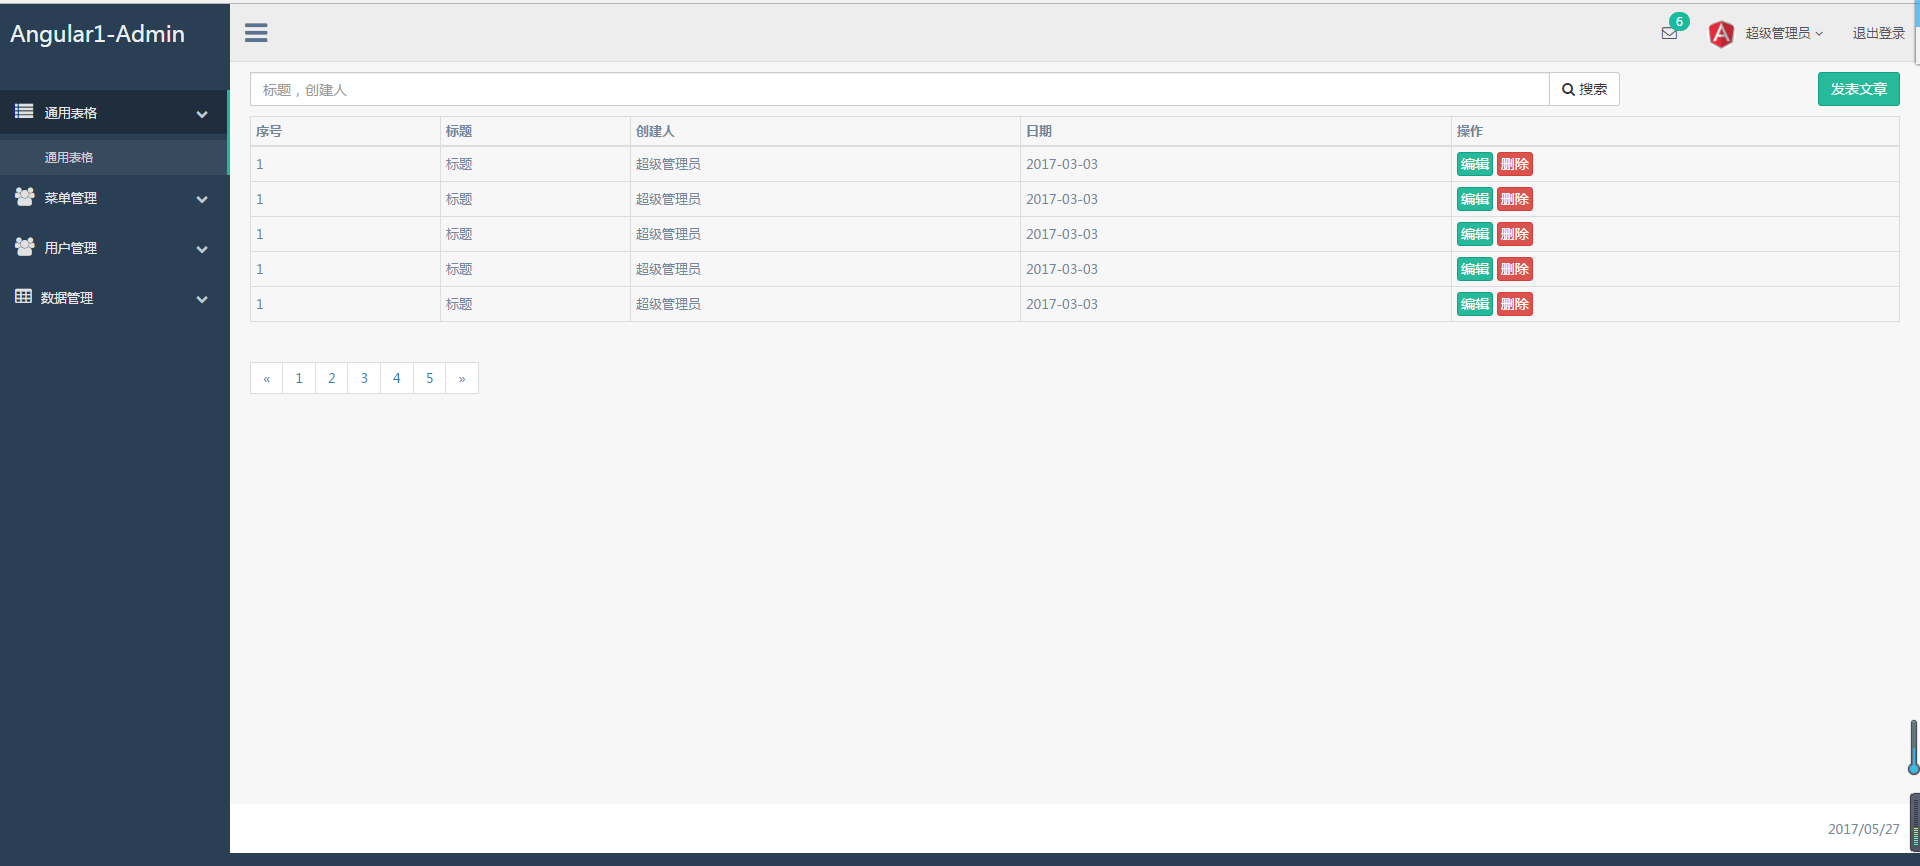 Angular1-Admin
6
超级管理员
退出登录
通用表格
通用表格
菜单管理
用户管理
数据管理
标题，创建人
搜索
发表文章
序号 标题 创建人 日期 操作
1 标题 超级管理员 2017-03-03 编辑 删除
1 标题 超级管理员 2017-03-03 编辑 删除
1 标题 超级管理员 2017-03-03 编辑 删除
1 标题 超级管理员 2017-03-03 编辑 删除
1 标题 超级管理员 2017-03-03 编辑 删除
« 1 2 3 4 5 »
2017/05/27